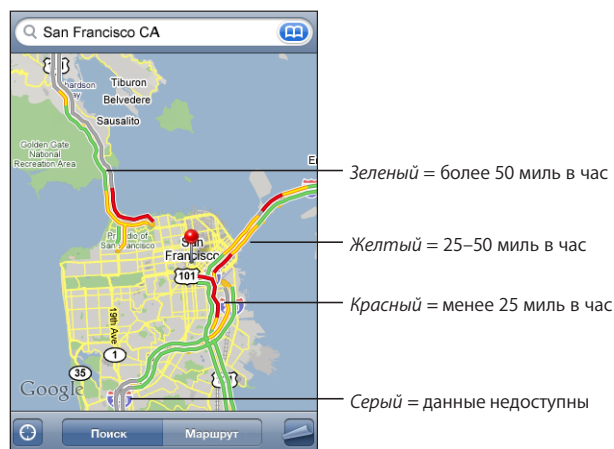 San Francisco CA
Tiburon
Belvedere
Sausalito
Golden Gate
National
Recreation Area
Зеленый = более 50 миль в час
San
Francisco
Желтый = 25–50 миль в час
101
Красный = менее 25 миль в час
19th Ave
1
35
Google
Серый = данные недоступны
Поиск
Маршрут